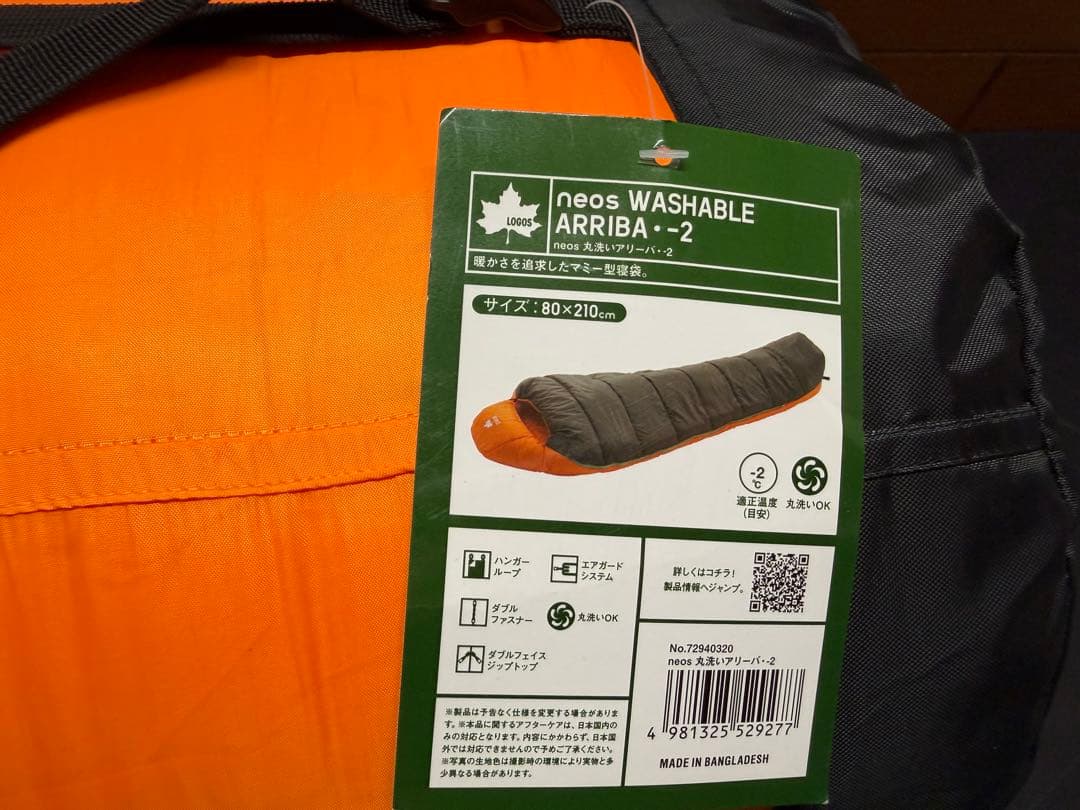 LOGOS
neos WASHABLE
ARRIBA・-2
neos 丸洗いアリーバ・-2
暖かさを追求したマミー型寝袋。
サイズ：80×210cm
-2
℃
適正温度
(目安)
丸洗いOK
ハンガー
ループ
エアガード
システム
ダブル
ファスナー
丸洗いOK
ダブルフェイス
ジップトップ
詳しくはコチラ!
製品情報へジャンプ。
※製品は予告なく仕様を変更する場合がありま
す。※本品に関するアフターケアは、日本国内の
みの対応となります。内容にかかわらず、日本国
外では対応できませんので予めご了承ください。
※写真の生地色は撮影時の環境により実物と多
少異なる場合があります。
No.72940320
neos 丸洗いアリーバ・-2
4 981325 529277
MADE IN BANGLADESH